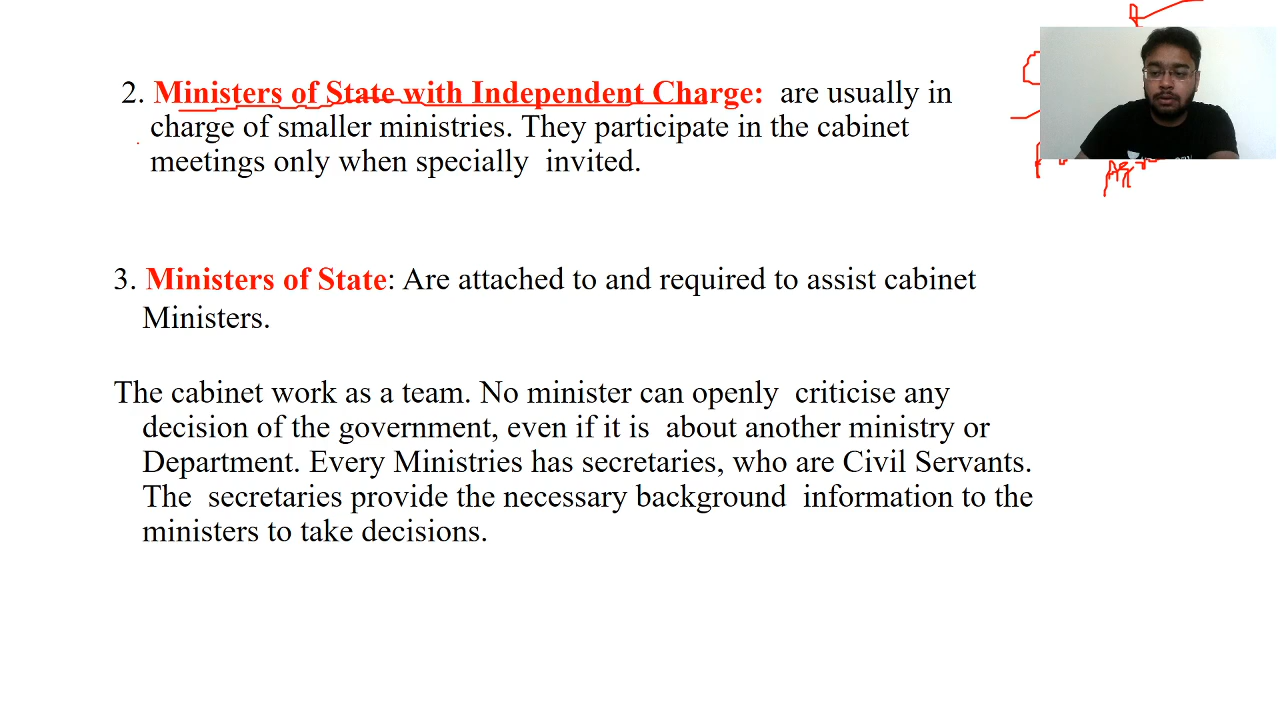 2. Ministers of State with Independent Charge: are usually in
charge of smaller ministries. They participate in the cabinet
meetings only when specially invited.
3. Ministers of State: Are attached to and required to assist cabinet
Ministers.
The cabinet work as a team. No minister can openly criticise any
decision of the government, even if it is about another ministry or
Department. Every Ministries has secretaries, who are Civil Servants.
The secretaries provide the necessary background information to the
ministers to take decisions.